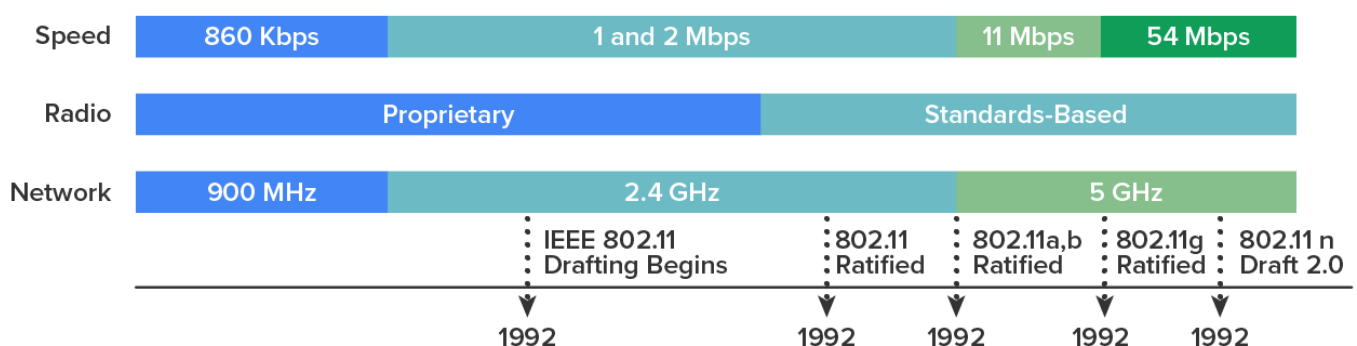 Speed 860 Kbps 1 and 2 Mbps 11 Mbps 54 Mbps
Radio Proprietary Standards-Based
Network 900 MHz 2.4 GHz 5 GHz
IEEE 802.11
Drafting Begins
802.11
Ratified
802.11a,b
Ratified
802.11g
Ratified
802.11 n
Draft 2.0
1992 1992 1992 1992 1992